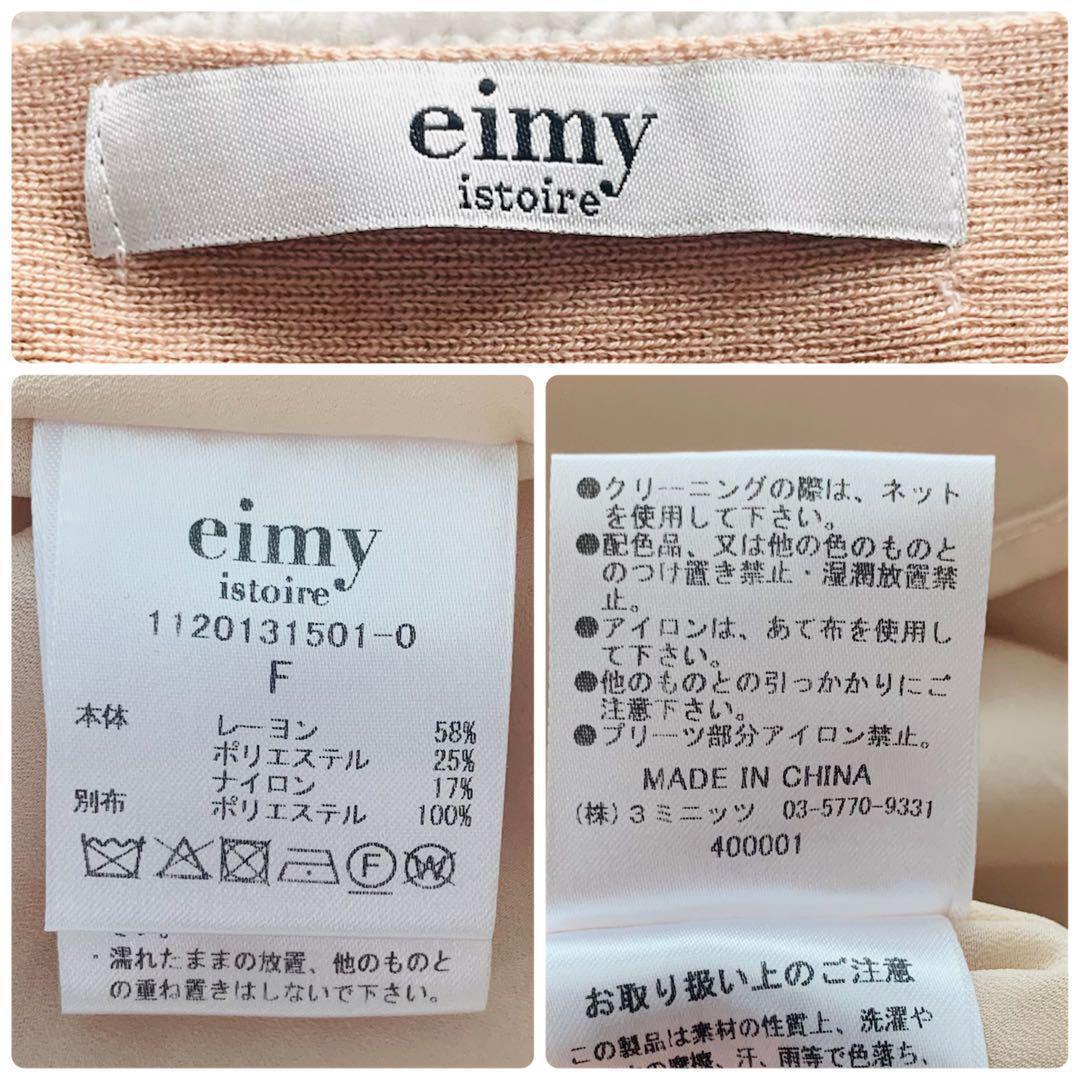 eimy
istoire
eimy
istoire
1120131501-0
F
本体 レーヨン 58%
ポリエステル 25%
ナイロン 17%
別布 ポリエステル 100%
F
W
・濡れたままの放置、他のものと
の重ね置きはしないで下さい。
●クリーニングの際は、ネット
を使用して下さい。
●配色品、又は他の色のものと
のつけ置き禁止・湿潤放置禁
止。
●アイロンは、あて布を使用し
て下さい。
●他のものとの引っかかりにご
注意下さい。
●プリーツ部分アイロン禁止。
MADE IN CHINA
(株)3ミニッツ 03-5770-9331
400001
お取り扱い上のご注意
この製品は素材の性質上、洗濯や
摩擦、汗、雨等で色落ち、